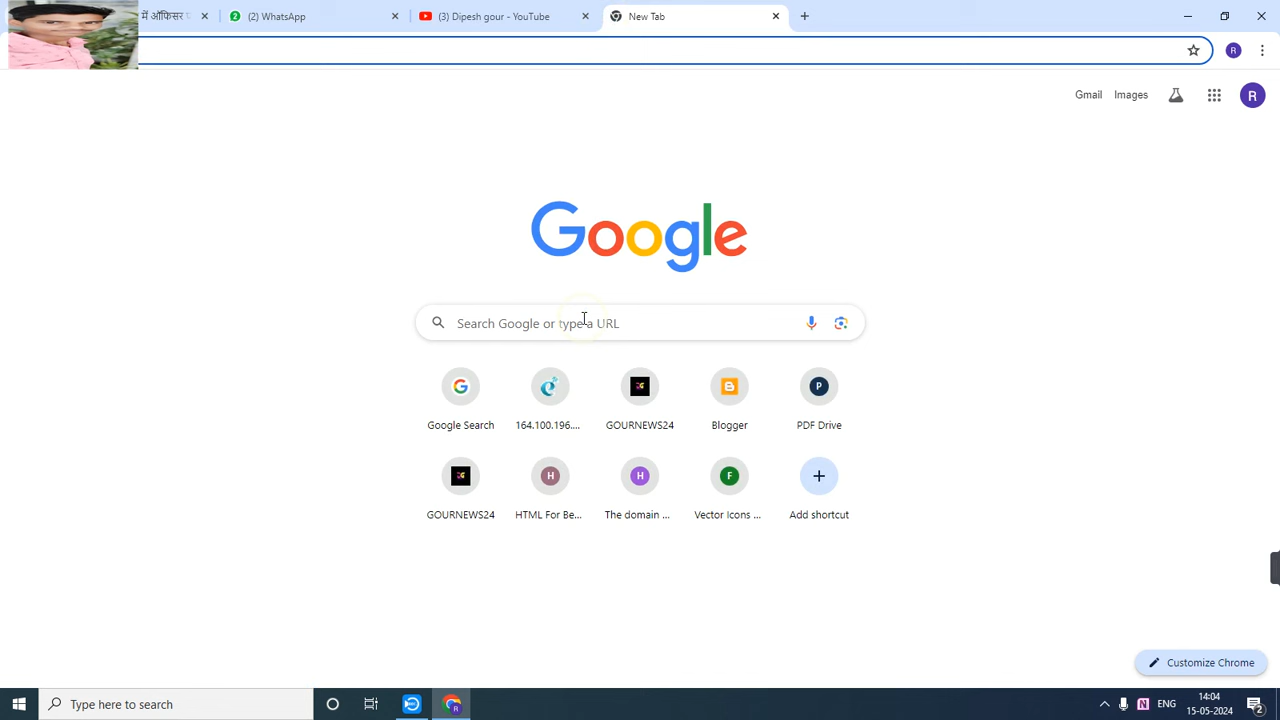 में ऑफिसर
(2) WhatsApp
(3) Dipesh gour - YouTube
New Tab
R
Gmail
Images
R
Google
Search Google or type a URL
Google Search
164.100.196....
GOURNEWS24
Blogger
P
PDF Drive
GOURNEWS24
H
HTML For Be...
H
The domain ...
F
Vector Icons ...
Add shortcut
Customize Chrome
Type here to search
ENG
14:04
15-05-2024